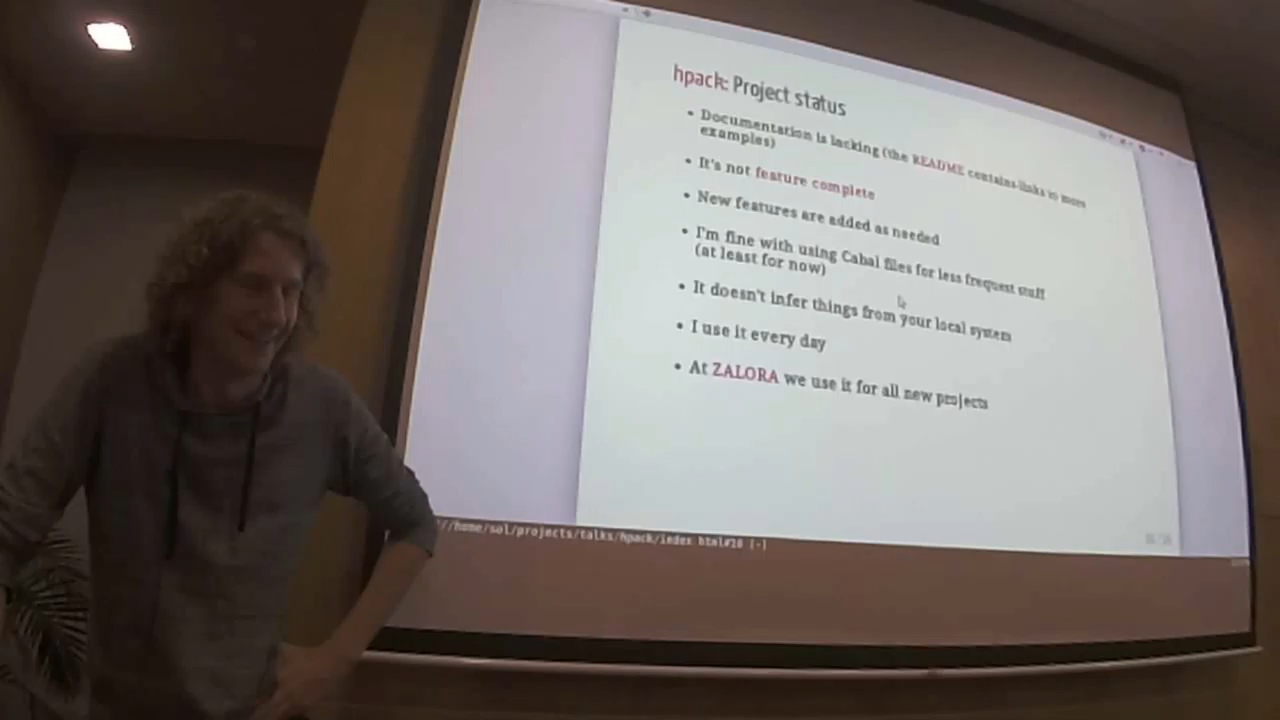 hpack: Project status
• Documentation is lacking (the README contains links to more
examples)
• It's not feature complete
• New features are added as needed
• I'm fine with using Cabal files for less frequest stuff
(at least for now)
• It doesn't infer things from your local system
• I use it every day
• At ZALORA we use it for all new projects
//home/sol/projects/talks/hpack/index html#18 [-]